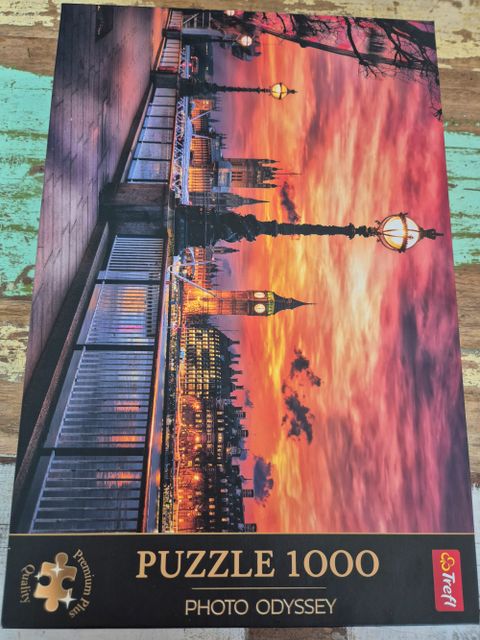 PUZZLE 1000
PHOTO ODYSSEY
Premium Plus
Quality
Trefl